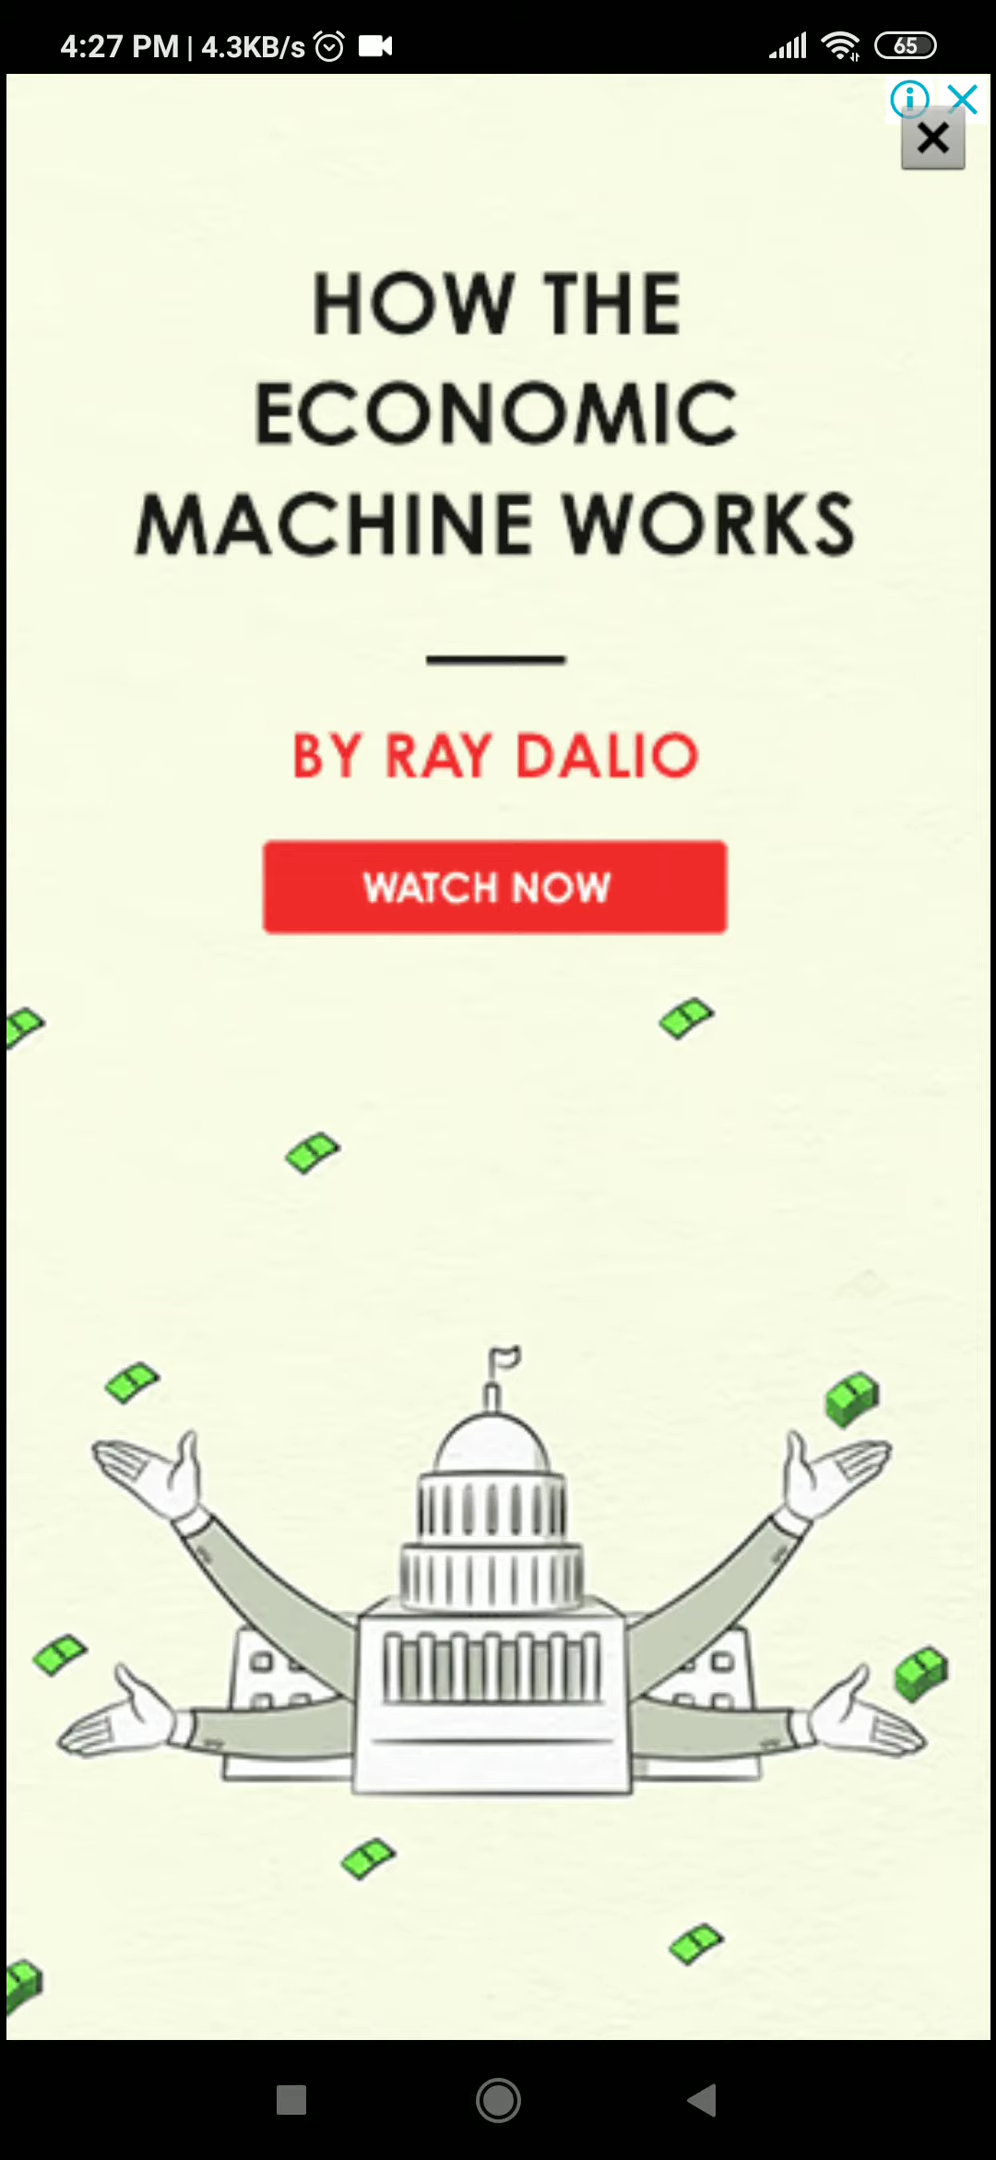 4:27 PM | 4.3KB/s
65
HOW THE
ECONOMIC
MACHINE WORKS
BY RAY DALIO
WATCH NOW